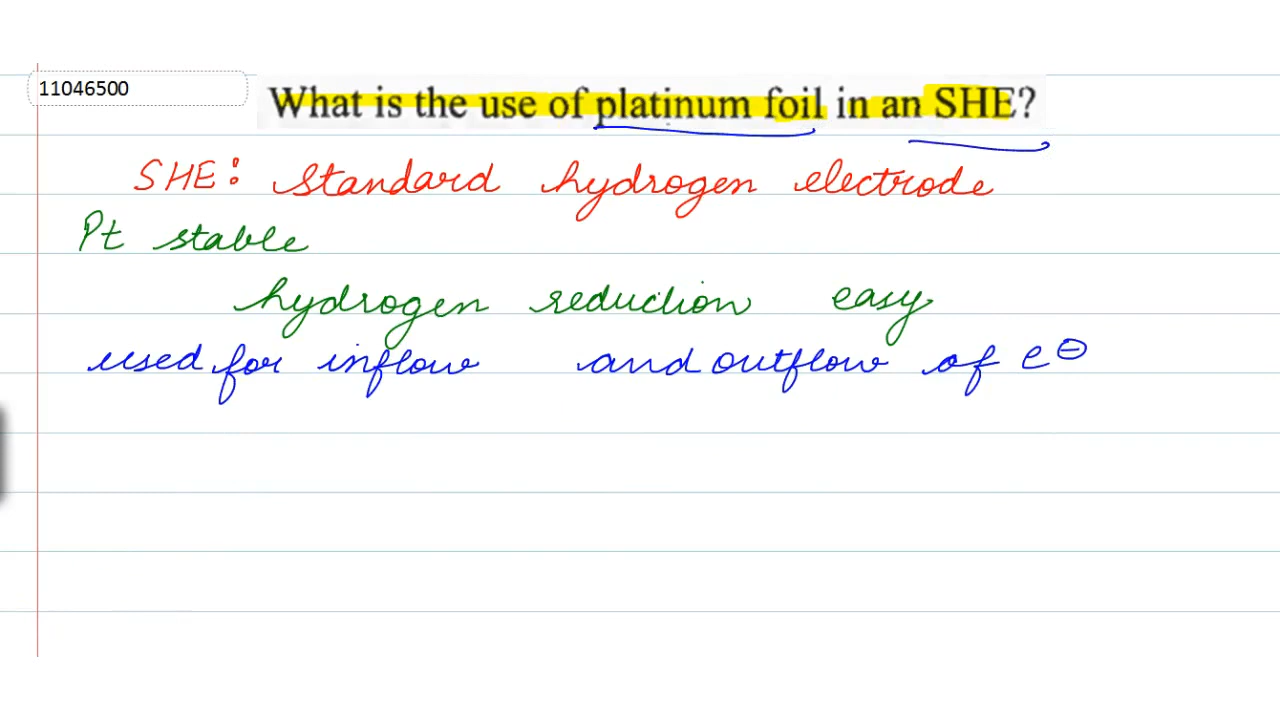 11046500
What is the use of platinum foil in an SHE?
SHE: Standard hydrogen electrode
Pt stable
hydrogen reduction easy
used for inflow and outflow of e⊖